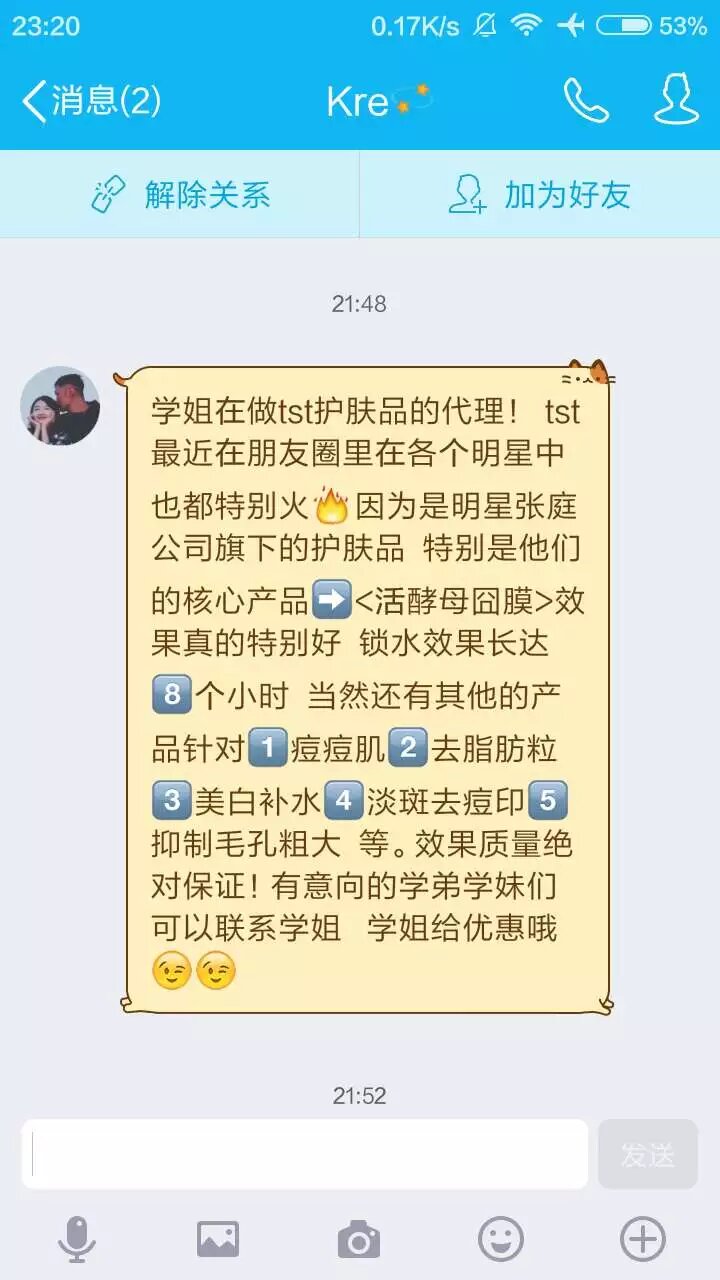 23:20 0.17K/s 53%
消息(2) Kre
解除关系 加为好友
21:48
学姐在做tst护肤品的代理！ tst
最近在朋友圈里在各个明星中
也都特别火🔥因为是明星张庭
公司旗下的护肤品 特别是他们
的核心产品➡<活酵母囧膜>效
果真的特别好 锁水效果长达
8️⃣个小时 当然还有其他的产
品针对1️⃣痘痘肌2️⃣去脂肪粒
3️⃣美白补水4️⃣淡斑去痘印5️⃣
抑制毛孔粗大 等。效果质量绝
对保证！有意向的学弟学妹们
可以联系学姐 学姐给优惠哦
😉😉
21:52
发送